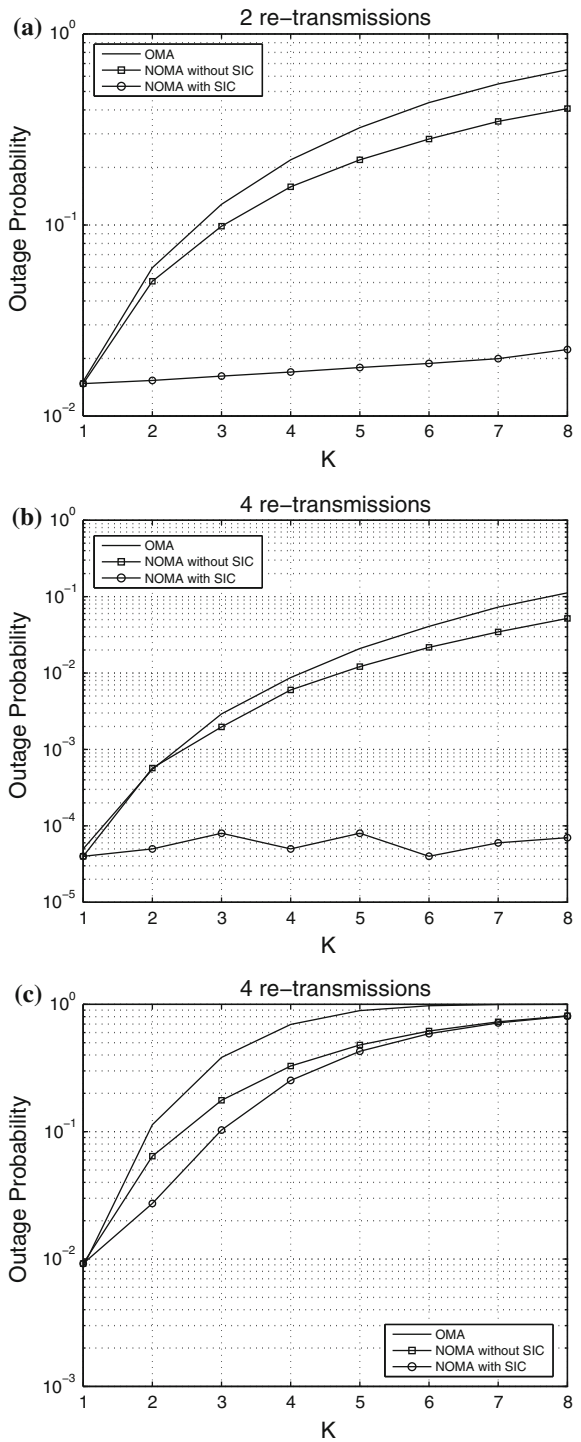 (a)
2 re-transmissions
10^0
OMA
NOMA without SIC
NOMA with SIC
10^-1
10^-2
Outage Probability
1 2 3 4 5 6 7 8
K
(b)
4 re-transmissions
10^0
OMA
NOMA without SIC
NOMA with SIC
10^-1
10^-2
10^-3
10^-4
10^-5
Outage Probability
1 2 3 4 5 6 7 8
K
(c)
4 re-transmissions
10^0
10^-1
10^-2
10^-3
Outage Probability
OMA
NOMA without SIC
NOMA with SIC
1 2 3 4 5 6 7 8
K